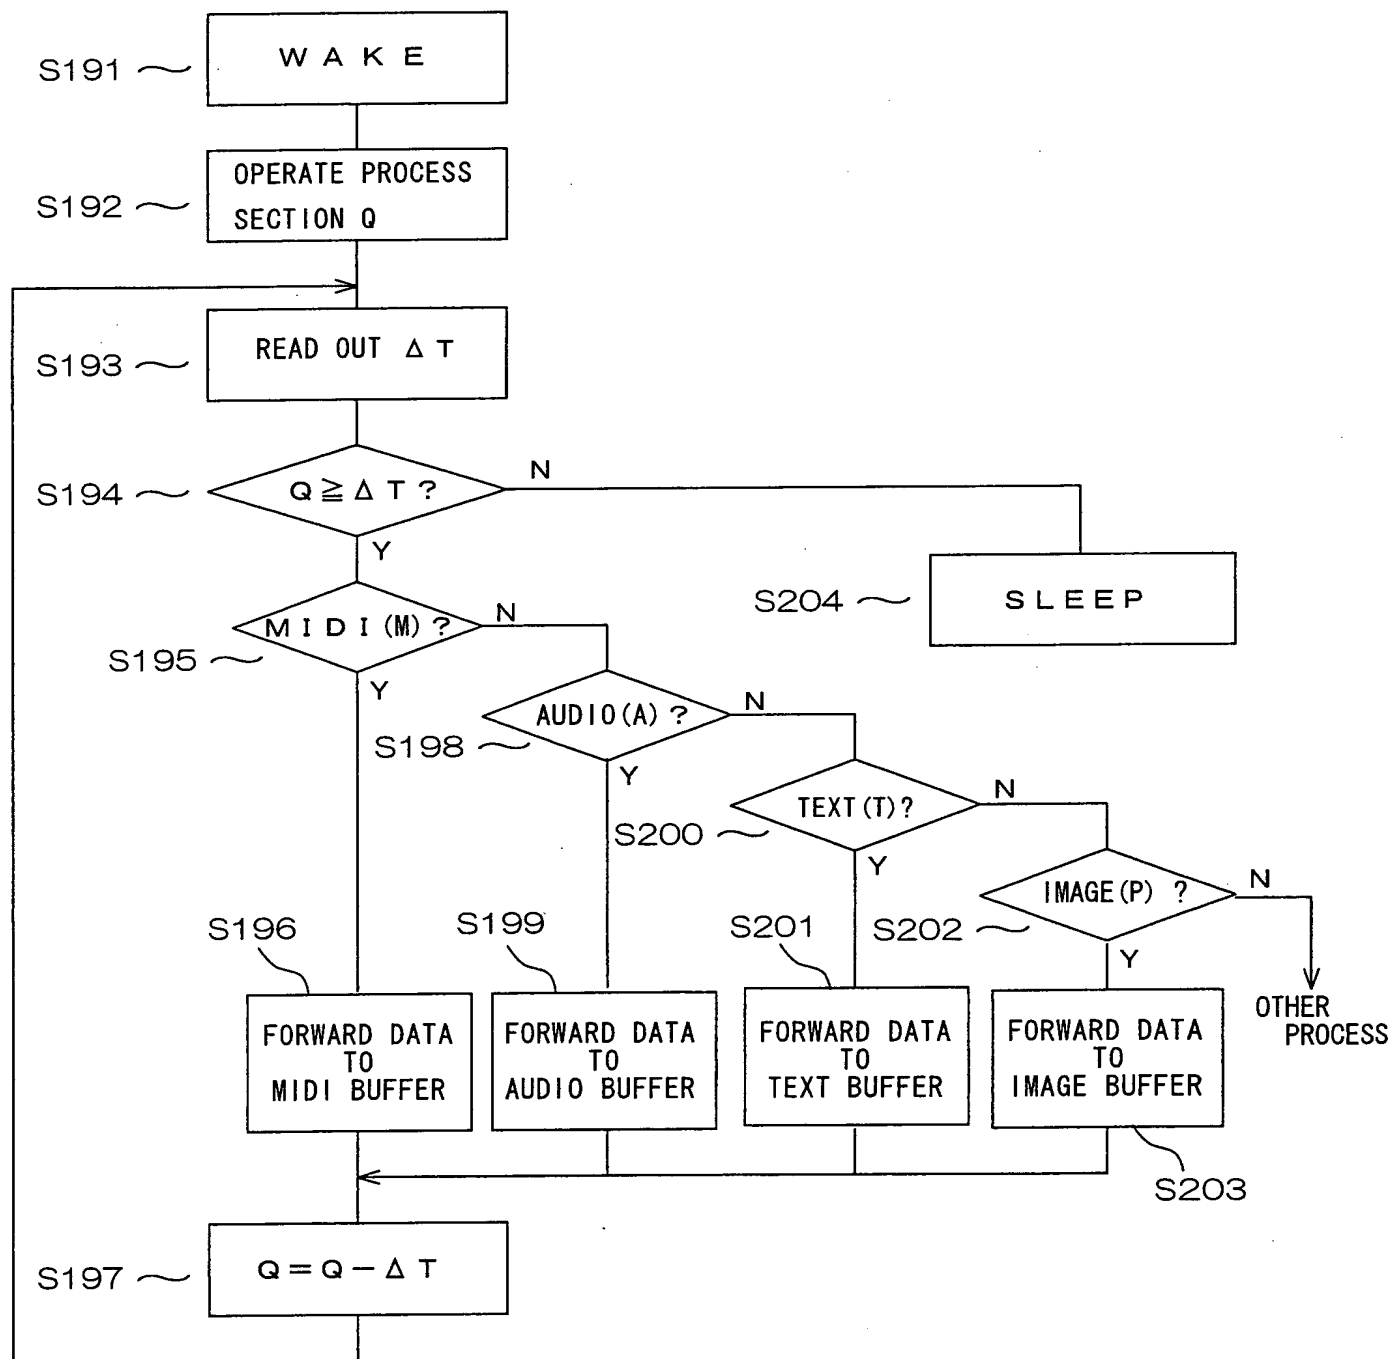 S191
WAKE
S192
OPERATE PROCESS
SECTION Q
S193
READ OUT ΔT
S194
Q≧ΔT?
N
Y
S204
SLEEP
S195
MIDI(M)?
N
Y
S198
AUDIO(A)?
N
Y
S200
TEXT(T)?
N
Y
S202
IMAGE(P) ?
N
Y
OTHER
PROCESS
S196
FORWARD DATA
TO
MIDI BUFFER
S199
FORWARD DATA
TO
AUDIO BUFFER
S201
FORWARD DATA
TO
TEXT BUFFER
FORWARD DATA
TO
IMAGE BUFFER
S203
S197
Q=Q-ΔT